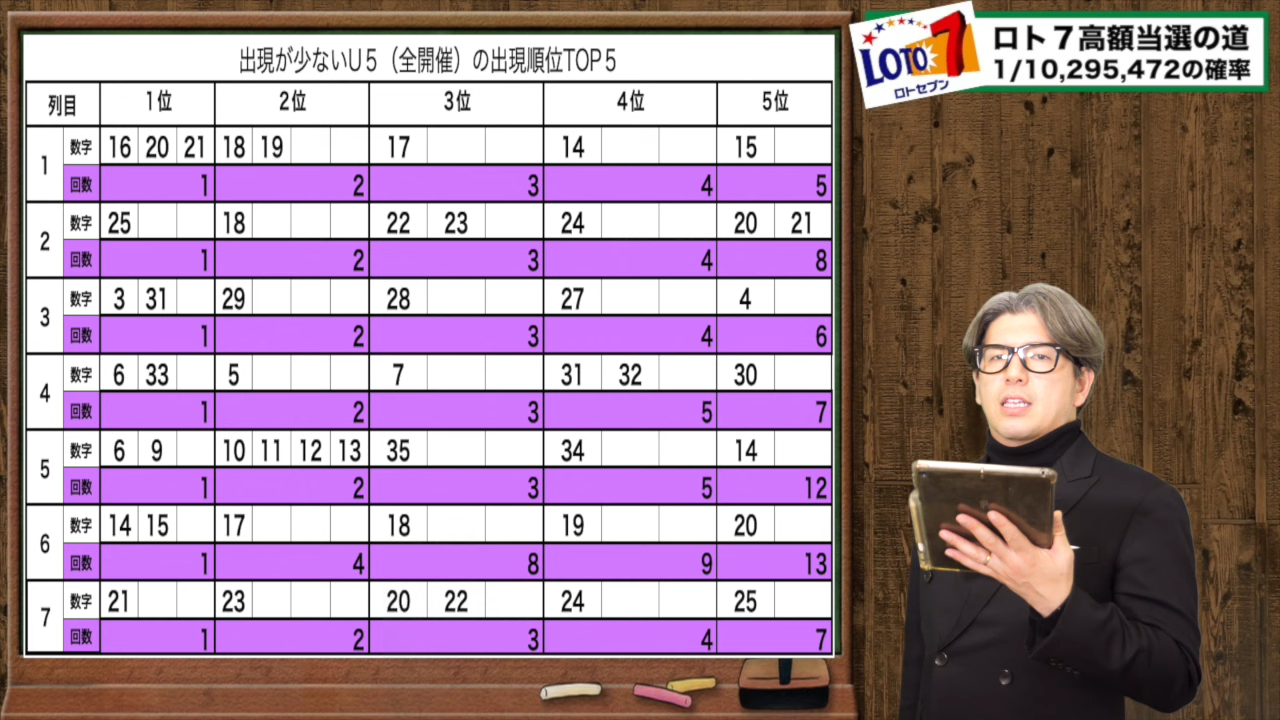 出現が少ないU5（全開催）の出現順位TOP5
列目 1位 2位 3位 4位 5位
1 数字 16 20 21 18 19 17 14 15
回数 1 2 3 4 5
2 数字 25 18 22 23 24 20 21
回数 1 2 3 4 8
3 数字 3 31 29 28 27 4
回数 1 2 3 4 6
4 数字 6 33 5 7 31 32 30
回数 1 2 3 5 7
5 数字 6 9 10 11 12 13 35 34 14
回数 1 2 3 5 12
6 数字 14 15 17 18 19 20
回数 1 4 8 9 13
7 数字 21 23 20 22 24 25
回数 1 2 3 4 7
LOTO 7
ロトセブン
ロト7高額当選の道
1/10,295,472の確率